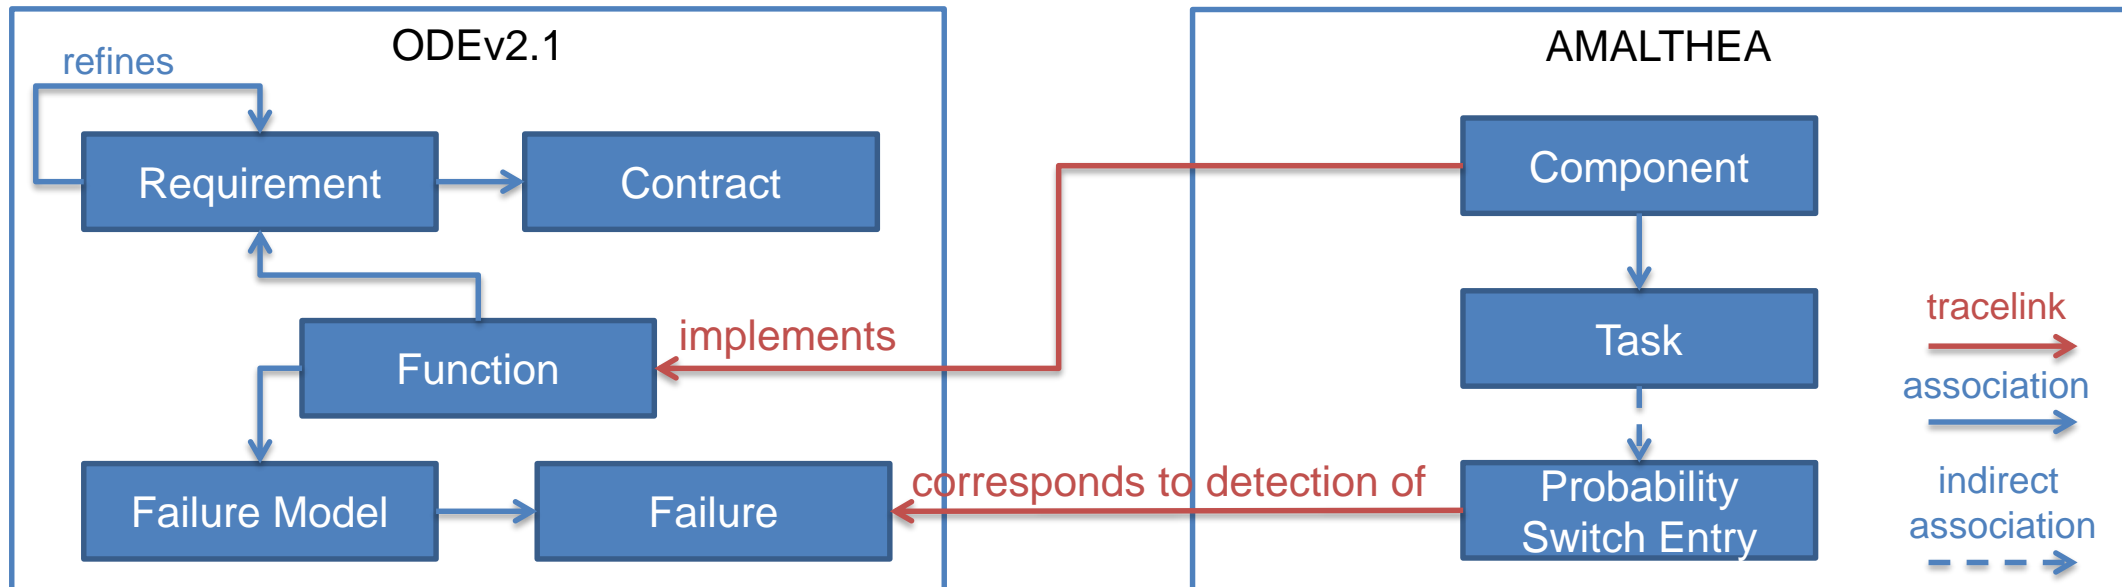 ODEv2.1
refines
Requirement
Contract
Function
implements
Failure Model
Failure
corresponds to detection of
AMALTHEA
Component
Task
Probability
Switch Entry
tracelink
association
indirect
association